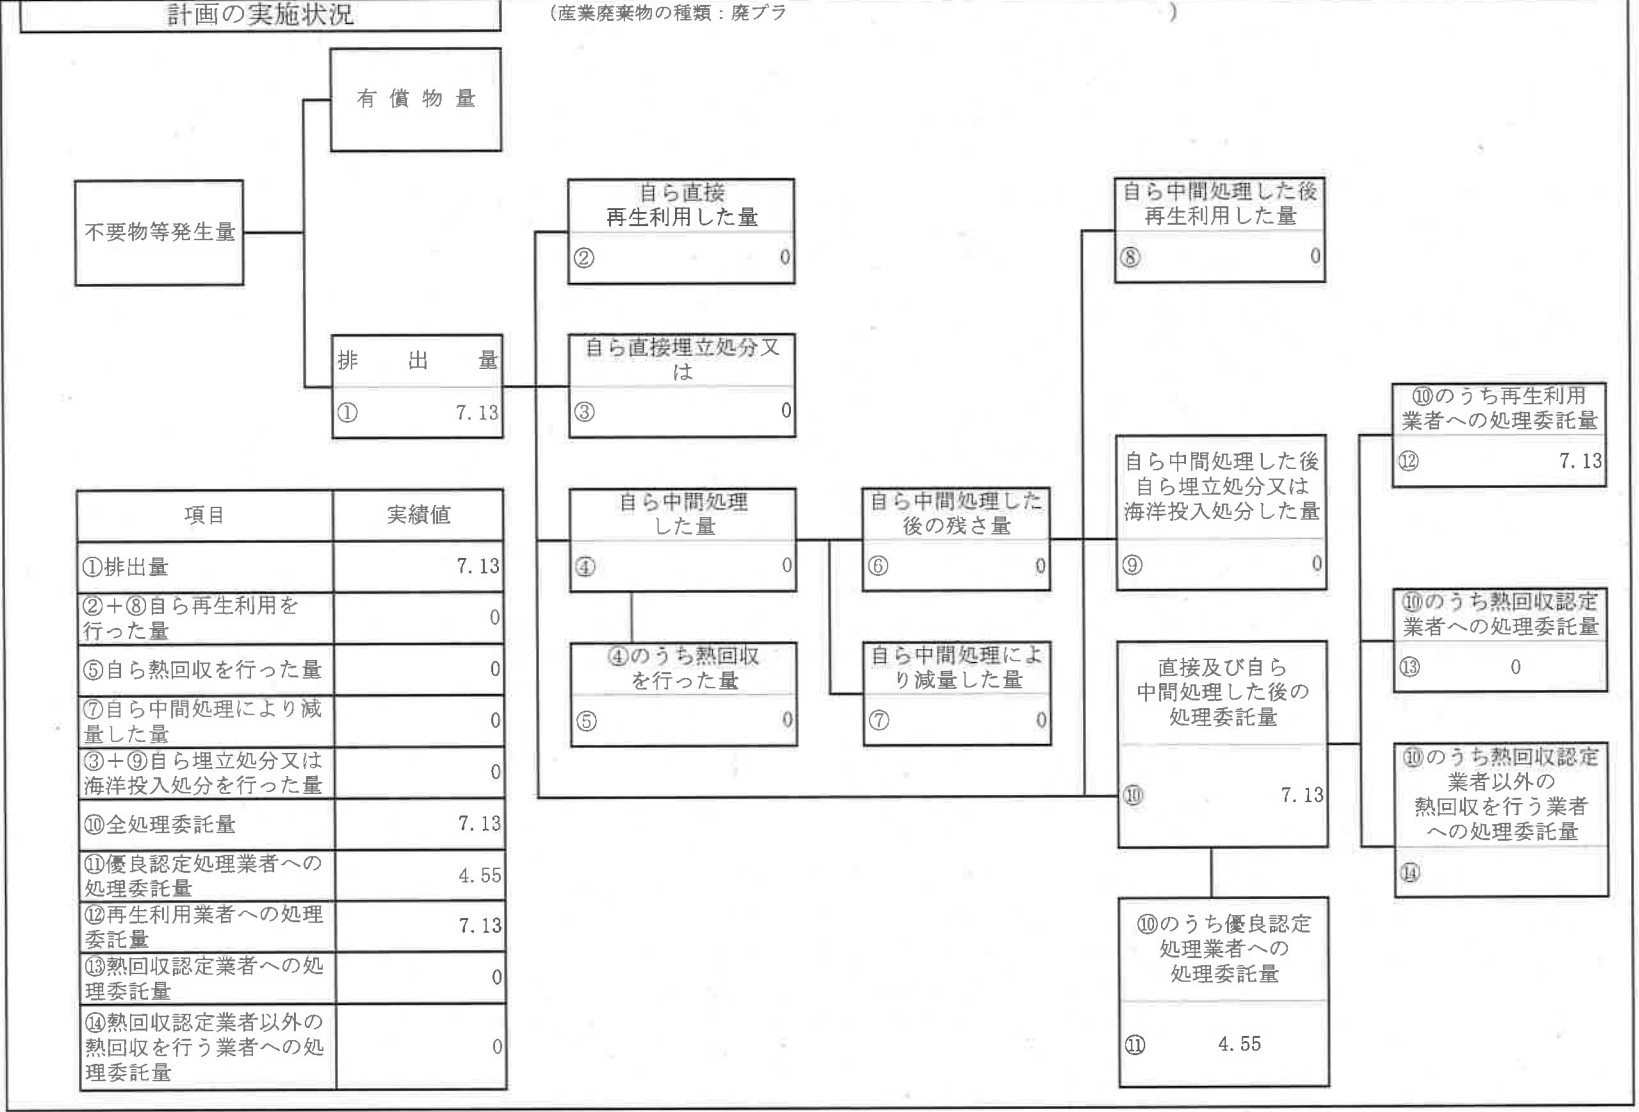 計画の実施状況
(産業廃棄物の種類：廃プラ )
有償物量
不要物等発生量
自ら直接
再生利用した量
② 0
自ら中間処理した後
再生利用した量
⑧ 0
排出量
① 7.13
自ら直接埋立処分又
は
③ 0
⑩のうち再生利用
業者への処理委託量
⑫ 7.13
自ら中間処理
した量
④ 0
自ら中間処理した
後の残さ量
⑥ 0
自ら中間処理した後
自ら埋立処分又は
海洋投入処分した量
⑨ 0
④のうち熱回収
を行った量
⑤ 0
自ら中間処理によ
り減量した量
⑦ 0
直接及び自ら
中間処理した後の
処理委託量
⑩ 7.13
⑩のうち熱回収認定
業者への処理委託量
⑬ 0
⑩のうち熱回収認定
業者以外の
熱回収を行う業者
への処理委託量
⑭
⑩のうち優良認定
処理業者への
処理委託量
⑪ 4.55
項目 実績値
①排出量 7.13
②＋⑧自ら再生利用を
行った量 0
⑤自ら熱回収を行った量 0
⑦自ら中間処理により減
量した量 0
③＋⑨自ら埋立処分又は
海洋投入処分を行った量 0
⑩全処理委託量 7.13
⑪優良認定処理業者への
処理委託量 4.55
⑫再生利用業者への処理
委託量 7.13
⑬熱回収認定業者への処
理委託量 0
⑭熱回収認定業者以外の
熱回収を行う業者への処 0
理委託量